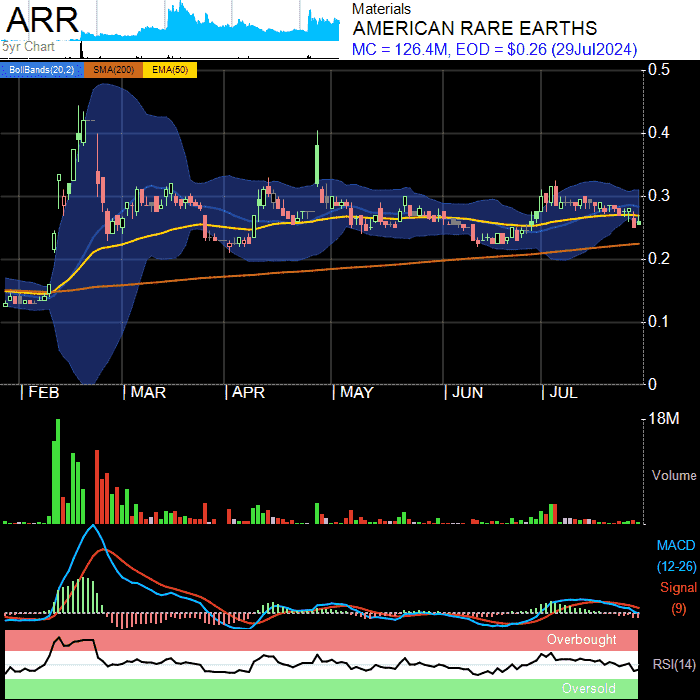 ARR
5yr Chart
Materials
AMERICAN RARE EARTHS
MC = 126.4M, EOD = $0.26 (29Jul2024)
BollBands(20,2) SMA(200) EMA(50)
0.5
0.4
0.3
0.2
0.1
0
| FEB | MAR | APR | MAY | JUN | JUL
18M
Volume
MACD
(12-26)
Signal
(9)
Overbought
RSI(14)
Oversold